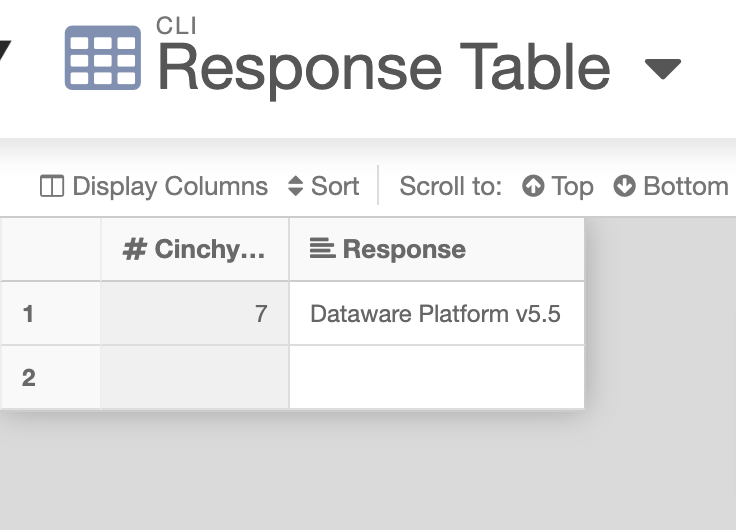 CLI
Response Table
Display Columns Sort Scroll to: Top Bottom
# Cinchy... Response
1 7 Dataware Platform v5.5
2